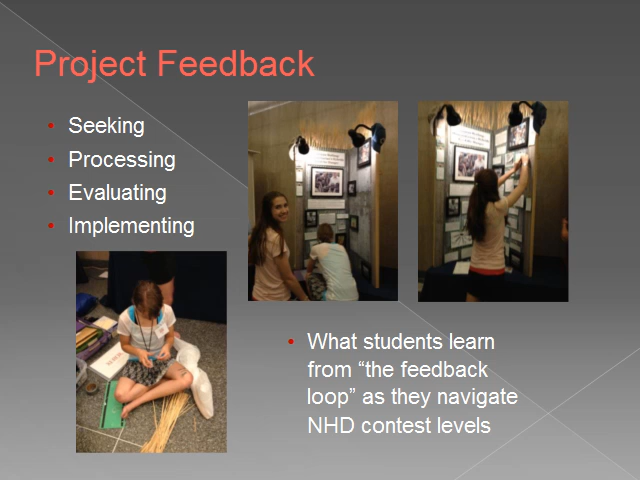 Project Feedback
• Seeking
• Processing
• Evaluating
• Implementing
• What students learn
from “the feedback
loop” as they navigate
NHD contest levels